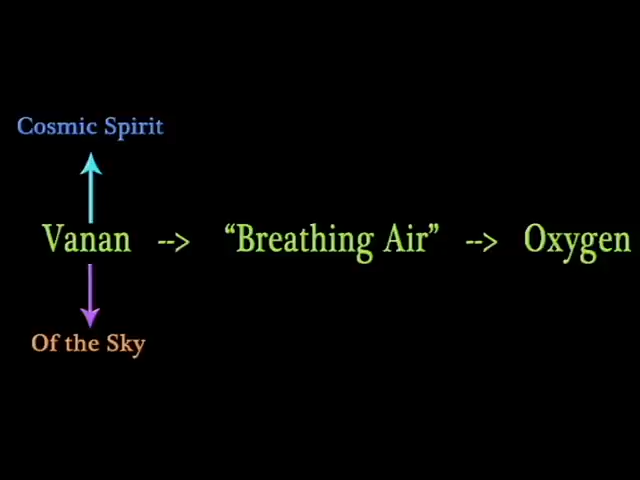 Cosmic Spirit
Vanan --> “Breathing Air” --> Oxygen
Of the Sky